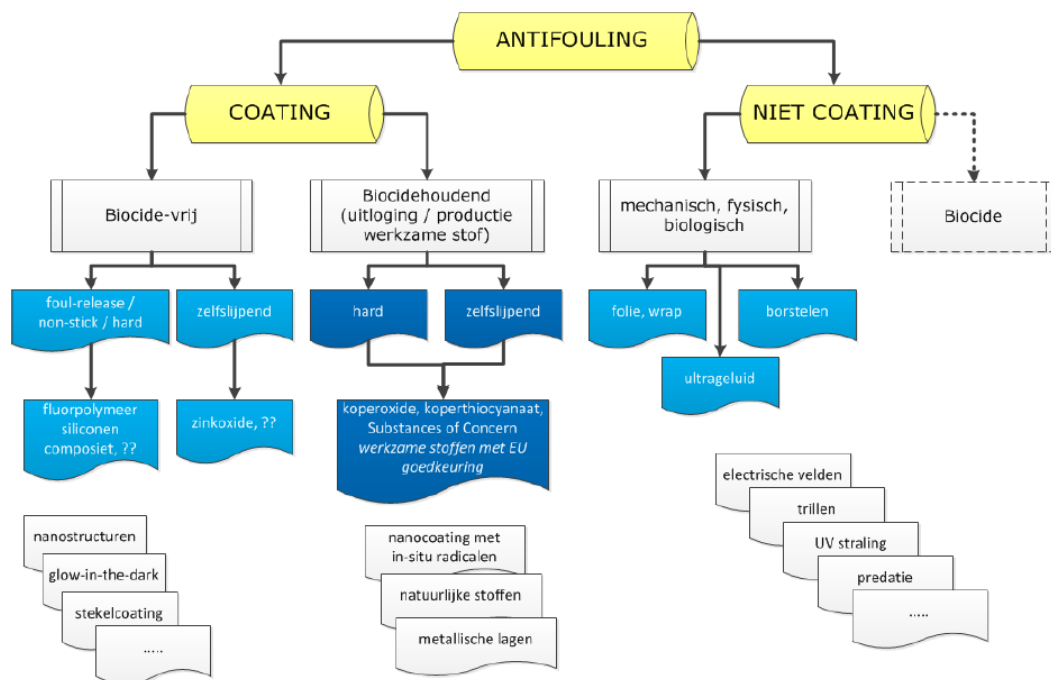 ANTIFOULING
COATING
NIET COATING
Biocide-vrij
Biocidehoudend
(uitloging / productie
werkzame stof)
mechanisch, fysisch,
biologisch
Biocide
foul-release /
non-stick / hard
zelfslijpend
hard
zelfslijpend
folie, wrap
borstelen
ultrageluid
fluorpolymeer
siliconen
composiet, ??
zinkoxide, ??
koperoxide, koperthiocyanaat,
Substances of Concern
werkzame stoffen met EU
goedkeuring
nanostructuren
glow-in-the-dark
stekelcoating
.....
nanocoating met
in-situ radicalen
natuurlijke stoffen
metallische lagen
electrische velden
trillen
UV straling
predatie
.....